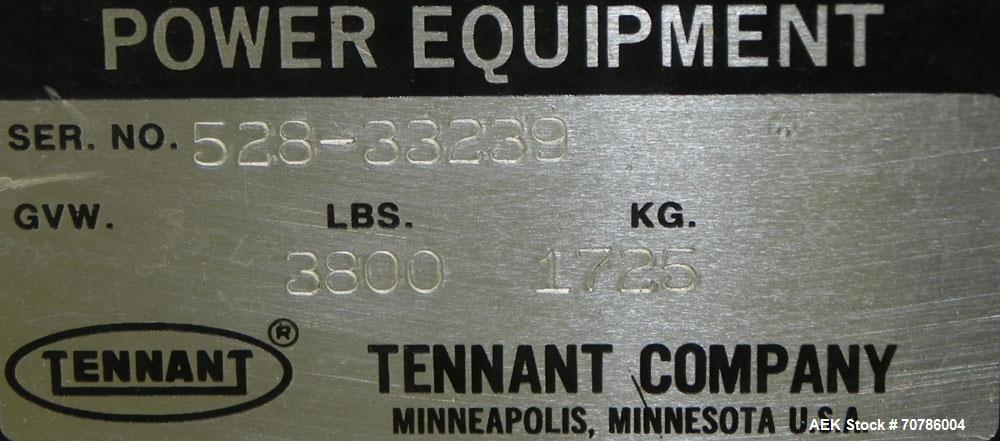 POWER EQUIPMENT
SER. NO. 528-33239
GVW. LBS. KG.
3800 1725
TENNANT ®
TENNANT COMPANY
MINNEAPOLIS, MINNESOTA U.S.A.
AEK Stock # 70786004